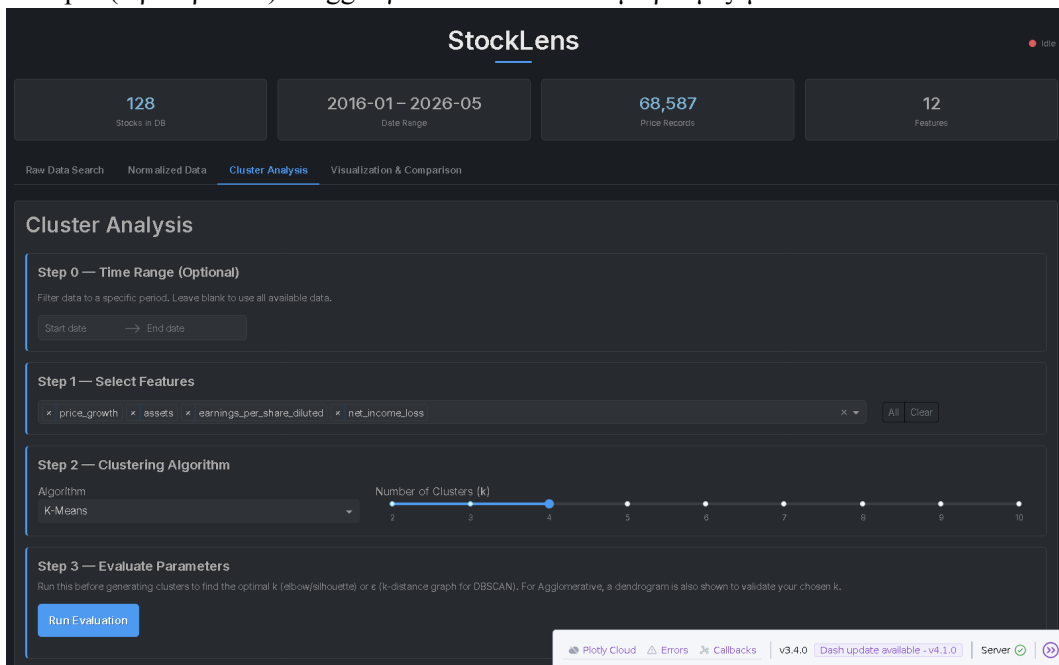 StockLens
Idle
128
Stocks in DB
2016-01 – 2026-05
Date Range
68,587
Price Records
12
Features
Raw Data Search Normalized Data Cluster Analysis Visualization & Comparison
Cluster Analysis
Step 0 — Time Range (Optional)
Filter data to a specific period. Leave blank to use all available data.
Start date → End date
Step 1 — Select Features
× price_growth × assets × earnings_per_share_diluted × net_income_loss × All Clear
Step 2 — Clustering Algorithm
Algorithm Number of Clusters (k)
K-Means
2 3 4 5 6 7 8 9 10
Step 3 — Evaluate Parameters
Run this before generating clusters to find the optimal k (elbow/silhouette) or ε (k-distance graph for DBSCAN). For Agglomerative, a dendrogram is also shown to validate your chosen k.
Run Evaluation
Plotly Cloud Errors Callbacks v3.4.0 Dash update available - v4.1.0 Server